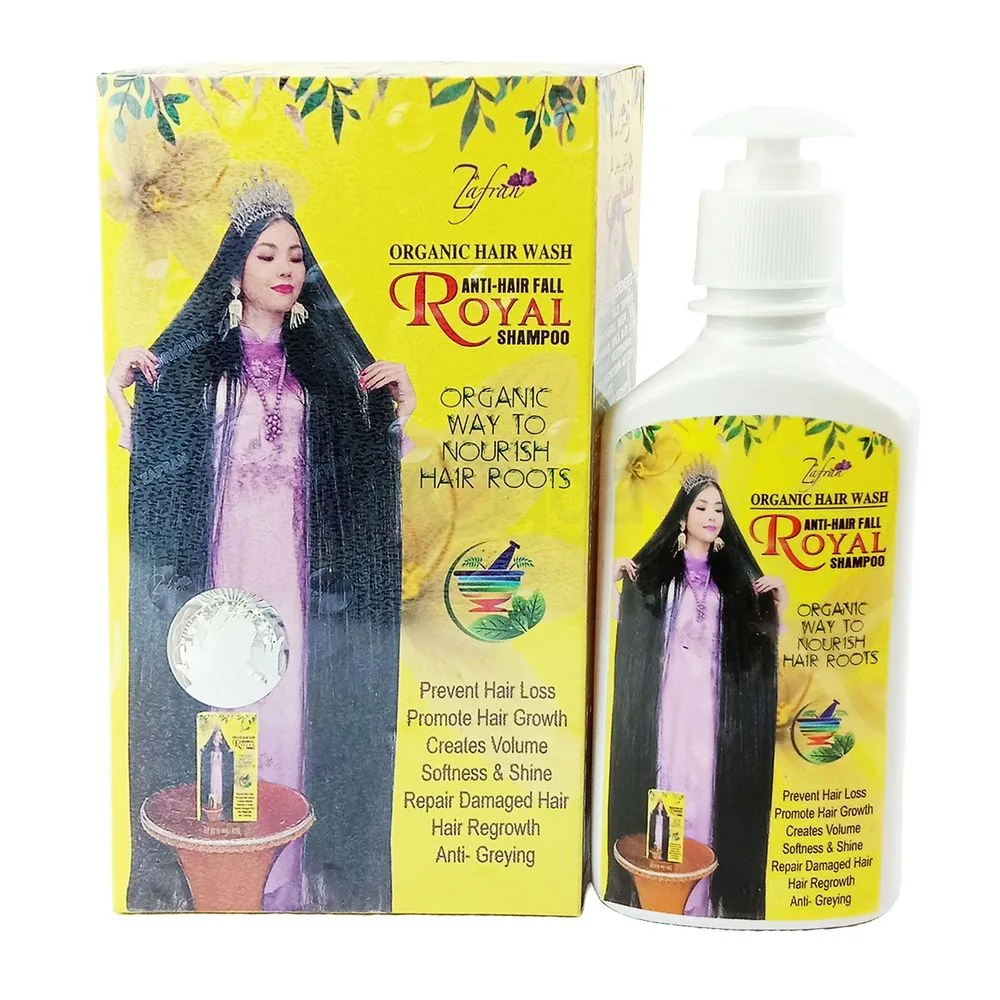 Zafran
ORGANIC HAIR WASH
ANTI-HAIR FALL
ROYAL
SHAMPOO
ORGANIC
WAY TO
NOURISH
HAIR ROOTS
Prevent Hair Loss
Promote Hair Growth
Creates Volume
Softness & Shine
Repair Damaged Hair
Hair Regrowth
Anti- Greying
ROYAL
Zafran
ORGANIC HAIR WASH
ANTI-HAIR FALL
ROYAL
SHAMPOO
ORGANIC
WAY TO
NOURISH
HAIR ROOTS
Prevent Hair Loss
Promote Hair Growth
Creates Volume
Softness & Shine
Repair Damaged Hair
Hair Regrowth
Anti- Greying